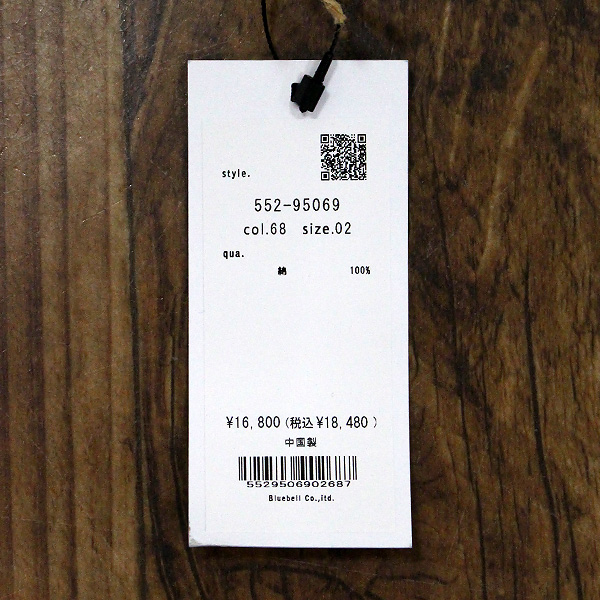 style.
552-95069
col.68 size.02
qua.
綿 100%
¥16,800(税込¥18,480 )
中国製
5529506902687
Bluebell Co.,ltd.